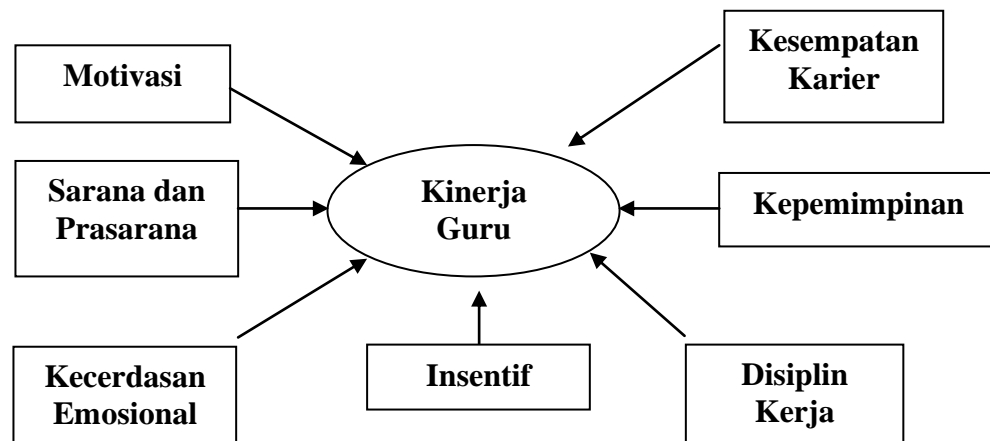 Kesempatan
Karier
Motivasi
Sarana dan
Prasarana
Kinerja
Guru
Kepemimpinan
Kecerdasan
Emosional
Insentif
Disiplin
Kerja